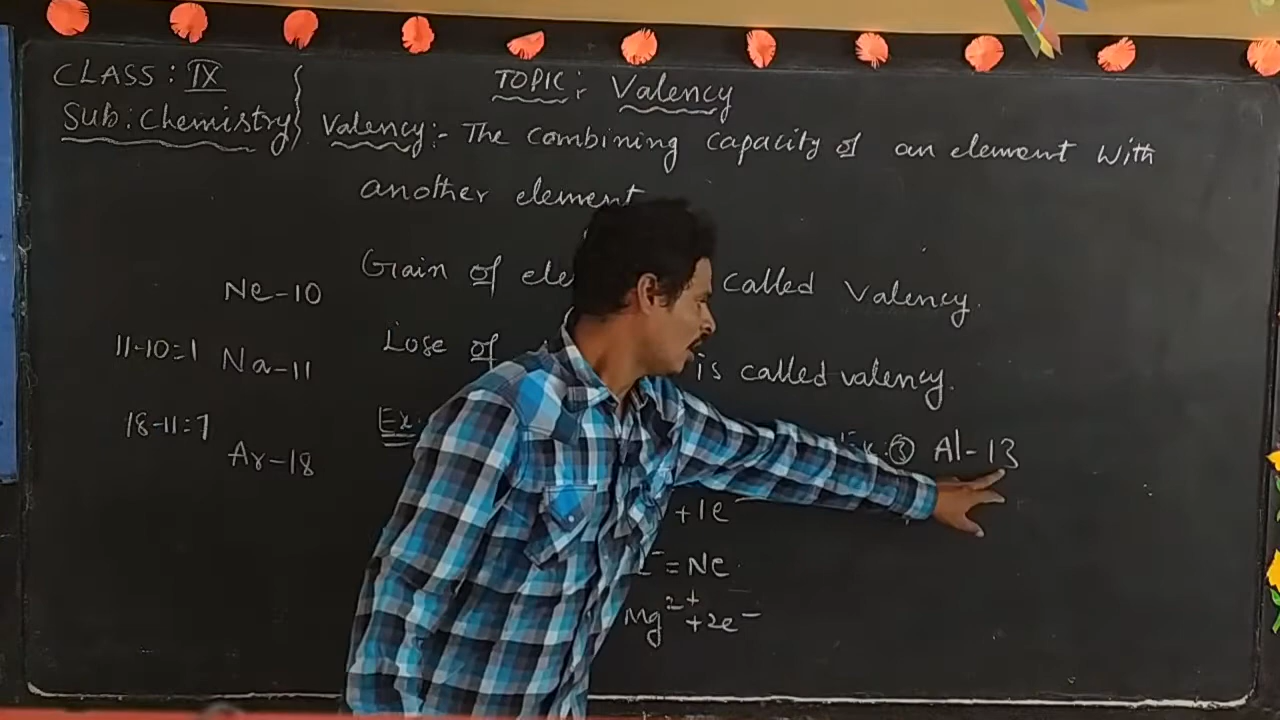 CLASS: IX
Sub: Chemistry
TOPIC: Valency
Valency:- The combining capacity of an element with
another element
Gain of ele called Valency.
Lose of is called valency.
Ne-10
11-10=1 Na-11
18-11=7
Ar-18
Ex:
Ex:③ Al-13
+1e⁻
= Ne
Mg²⁺+2e⁻